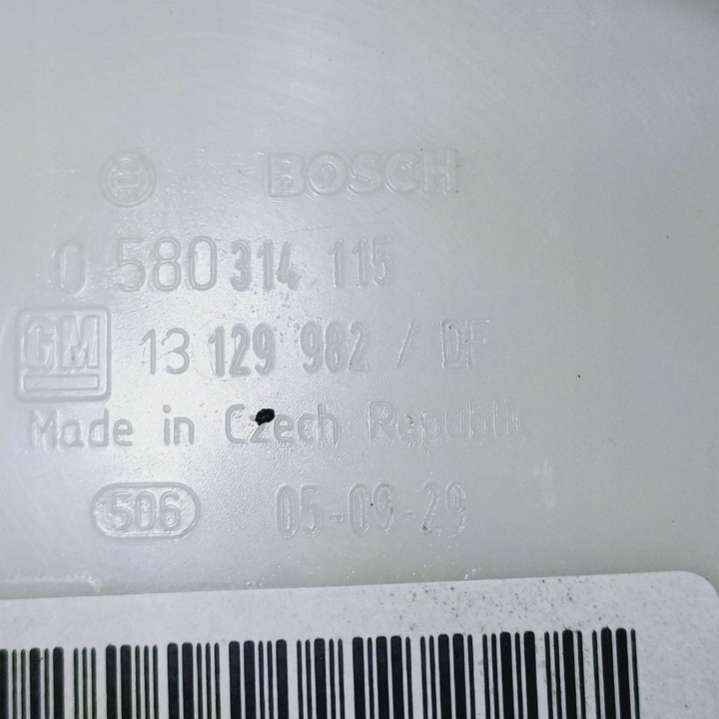 BOSCH
0 580 314 115
GM 13 129 982 / DF
Made in Czech Republic
506 05-09-29